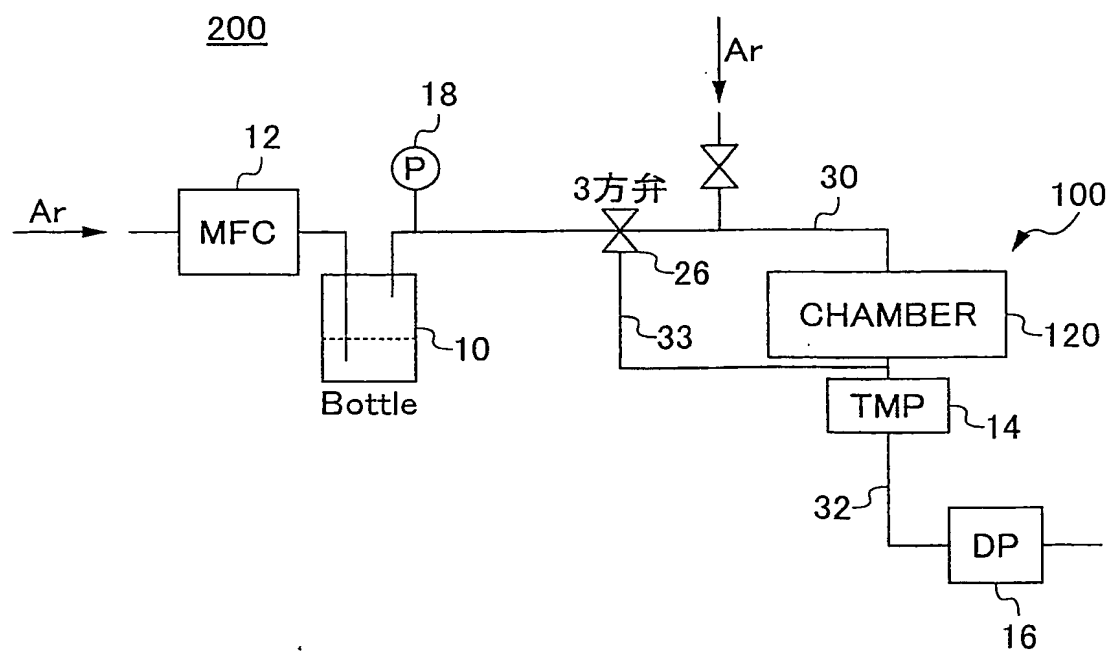 200
Ar
18
12
P
3方弁
30
100
Ar
MFC
26
CHAMBER
33
120
10
Bottle
TMP
14
32
DP
16